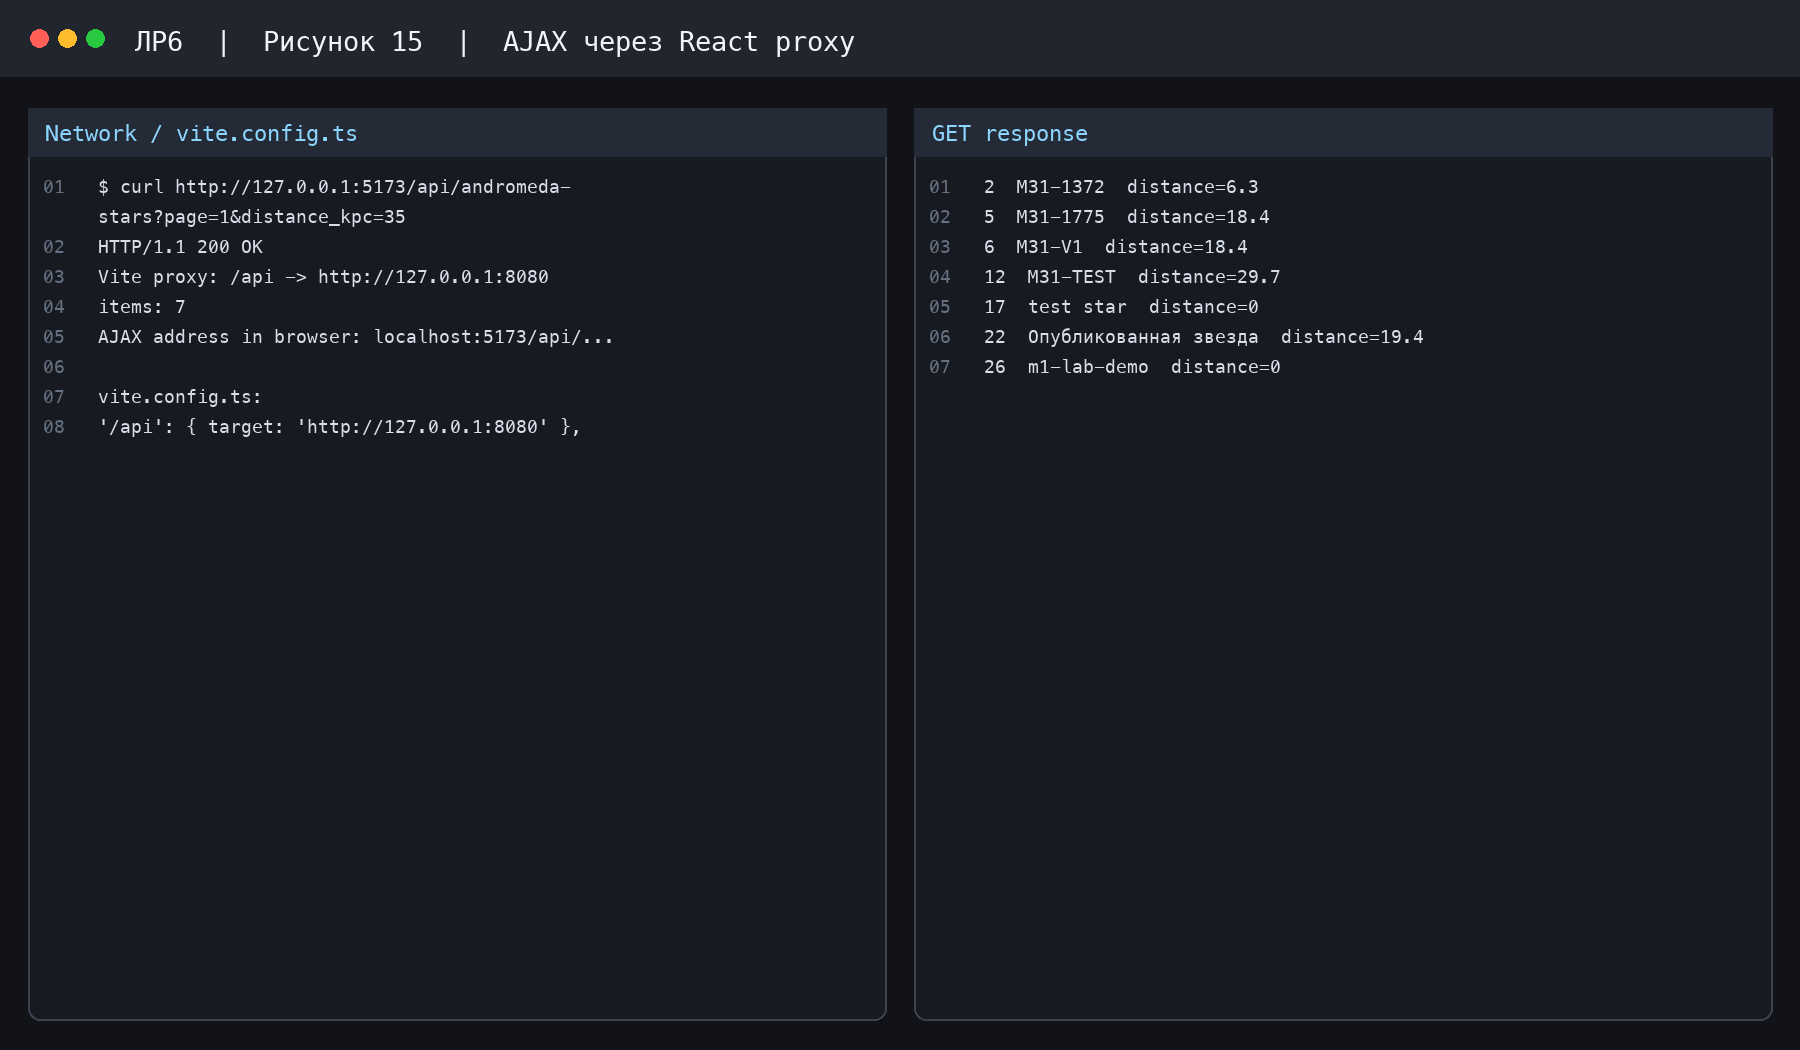 ЛР6 | Рисунок 15 | AJAX через React proxy
Network / vite.config.ts
01 $ curl http://127.0.0.1:5173/api/andromeda-
stars?page=1&distance_kpc=35
02 HTTP/1.1 200 OK
03 Vite proxy: /api -> http://127.0.0.1:8080
04 items: 7
05 AJAX address in browser: localhost:5173/api/...
06
07 vite.config.ts:
08 '/api': { target: 'http://127.0.0.1:8080' },
GET response
01 2 M31-1372 distance=6.3
02 5 M31-1775 distance=18.4
03 6 M31-V1 distance=18.4
04 12 M31-TEST distance=29.7
05 17 test star distance=0
06 22 Опубликованная звезда distance=19.4
07 26 m1-lab-demo distance=0